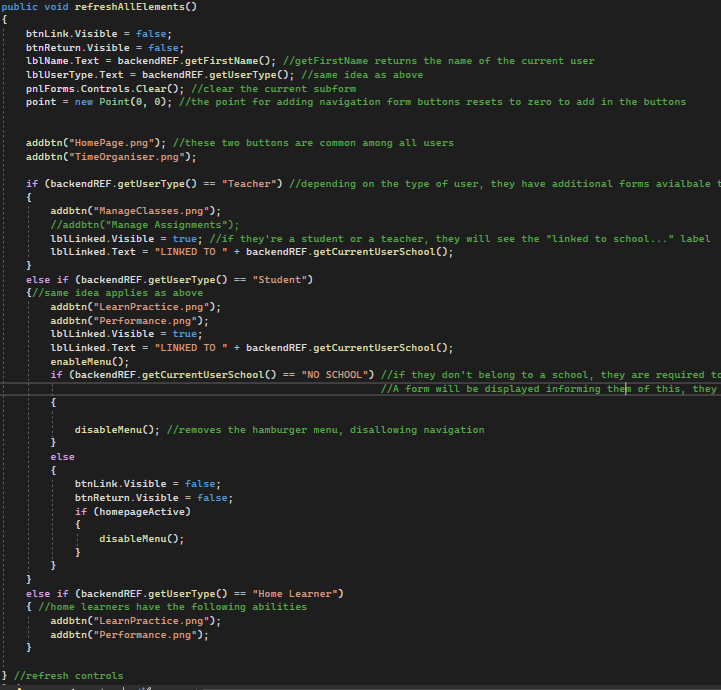 public void refreshAllElements()
{
    btnLink.Visible = false;
    btnReturn.Visible = false;
    lblName.Text = backendREF.getFirstName(); //getFirstName returns the name of the current user
    lblUserType.Text = backendREF.getUserType(); //same idea as above
    pnlForms.Controls.Clear(); //clear the current subform
    point = new Point(0, 0); //the point for adding navigation form buttons resets to zero to add in the buttons

    addbtn("HomePage.png"); //these two buttons are common among all users
    addbtn("TimeOrganiser.png");

    if (backendREF.getUserType() == "Teacher") //depending on the type of user, they have additional forms avialbale t
    {
        addbtn("ManageClasses.png");
        //addbtn("Manage Assignments");
        lblLinked.Visible = true; //if they're a student or a teacher, they will see the "linked to school..." label
        lblLinked.Text = "LINKED TO " + backendREF.getCurrentUserSchool();
    }
    else if (backendREF.getUserType() == "Student")
    {//same idea applies as above
        addbtn("LearnPractice.png");
        addbtn("Performance.png");
        lblLinked.Visible = true;
        lblLinked.Text = "LINKED TO " + backendREF.getCurrentUserSchool();
        enableMenu();
        if (backendREF.getCurrentUserSchool() == "NO SCHOOL") //if they don't belong to a school, they are required to
                                                              //A form will be displayed informing them of this, they
        {

            disableMenu(); //removes the hamburger menu, disallowing navigation
        }
        else
        {
            btnLink.Visible = false;
            btnReturn.Visible = false;
            if (homepageActive)
            {
                disableMenu();
            }
        }
    }
    else if (backendREF.getUserType() == "Home Learner")
    { //home learners have the following abilities
        addbtn("LearnPractice.png");
        addbtn("Performance.png");
    }

} //refresh controls